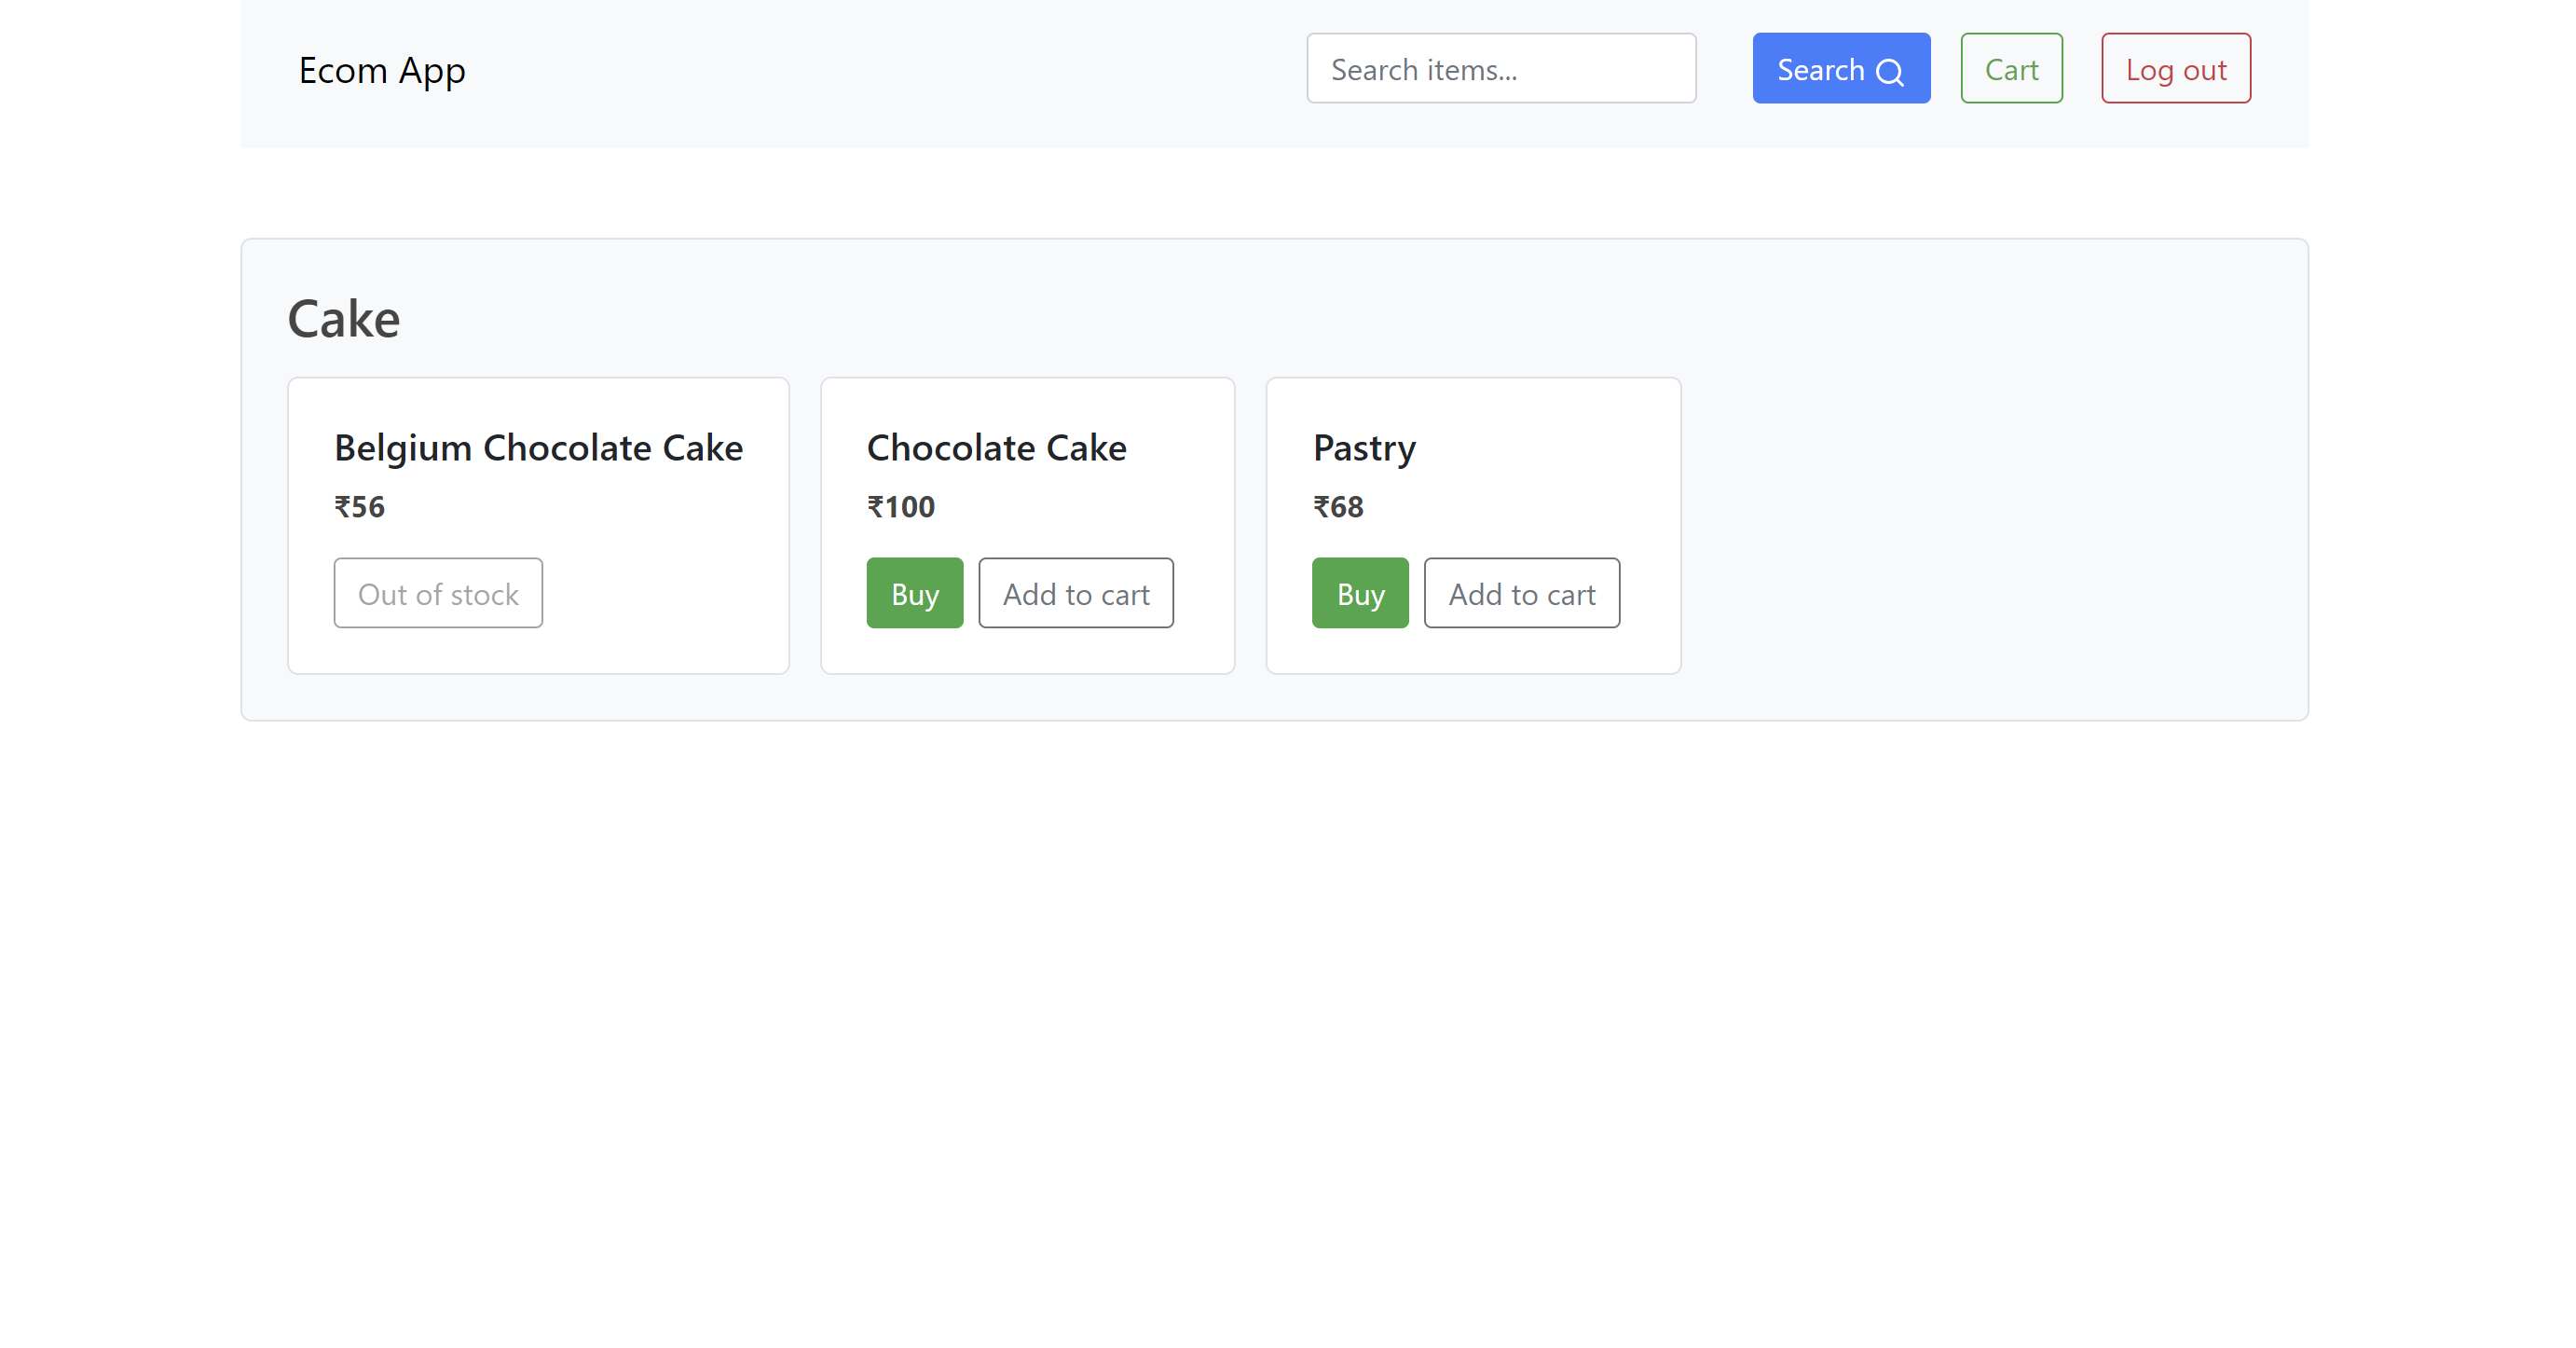 Ecom App
Search items...
Search
Cart
Log out
Cake
Belgium Chocolate Cake
₹56
Out of stock
Chocolate Cake
₹100
Buy
Add to cart
Pastry
₹68
Buy
Add to cart